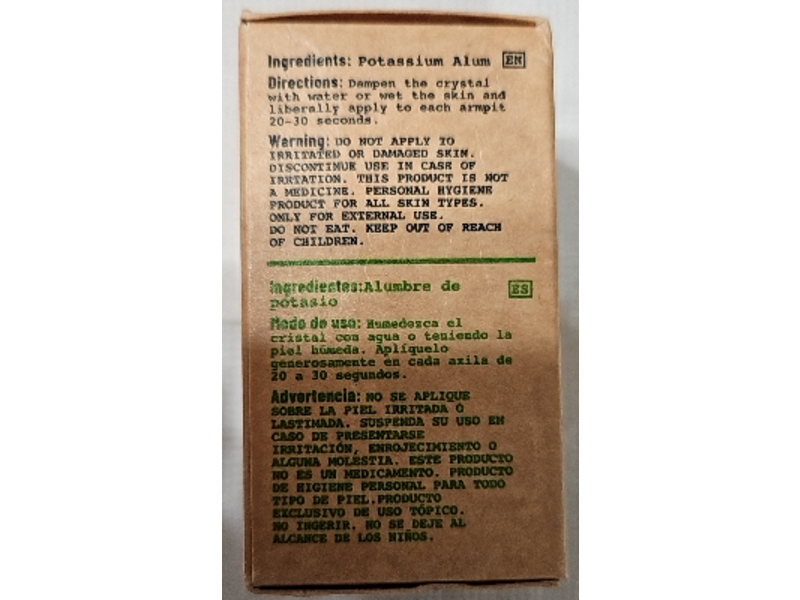 Ingredients: Potassium Alum EN
Directions: Dampen the crystal
with water or wet the skin and
liberally apply to each armpit
20-30 seconds.
Warning: DO NOT APPLY TO
IRRITATED OR DAMAGED SKIN.
DISCONTINUE USE IN CASE OF
IRRTATION. THIS PRODUCT IS NOT
A MEDICINE. PERSONAL HYGIENE
PRODUCT FOR ALL SKIN TYPES.
ONLY FOR EXTERNAL USE.
DO NOT EAT. KEEP OUT OF REACH
OF CHILDREN.
Ingredientes:Alumbre de ES
potasio
Modo de uso: Humedesca el
cristal con agua o teniendo la
piel húmeda. Aplíquelo
generosamente en cada axila de
20 a 30 segundos.
Advertencia: NO SE APLIQUE
SOBRE LA PIEL IRRITADA O
LASTIMADA. SUSPENDA SU USO EN
CASO DE PRESENTARSE
IRRITACIÓN, ENROJECIMIENTO O
ALGUNA MOLESTIA. ESTE PRODUCTO
NO ES UN MEDICAMENTO. PRODUCTO
DE HIGIENE PERSONAL PARA TODO
TIPO DE PIEL.PRODUCTO
EXCLUSIVO DE USO TÓPICO.
NO INGERIR. NO SE DEJE AL
ALCANCE DE LOS NIÑOS.